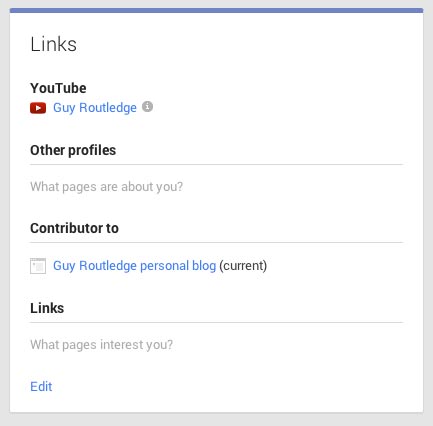 Links
YouTube
Guy Routledge
Other profiles
What pages are about you?
Contributor to
Guy Routledge personal blog (current)
Links
What pages interest you?
Edit